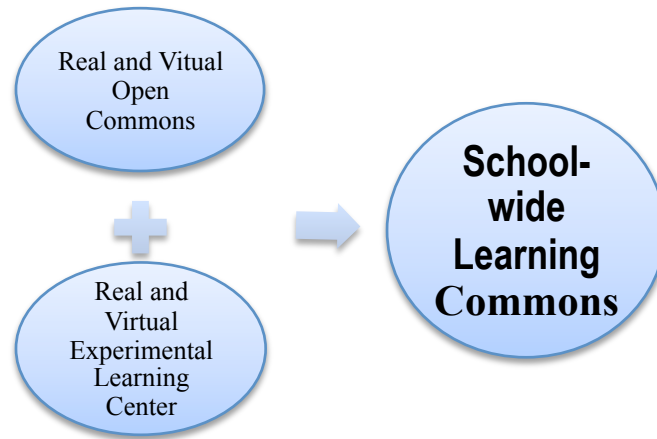 Real and Vitual
Open
Commons
Real and
Virtual
Experimental
Learning
Center
School-
wide
Learning
Commons